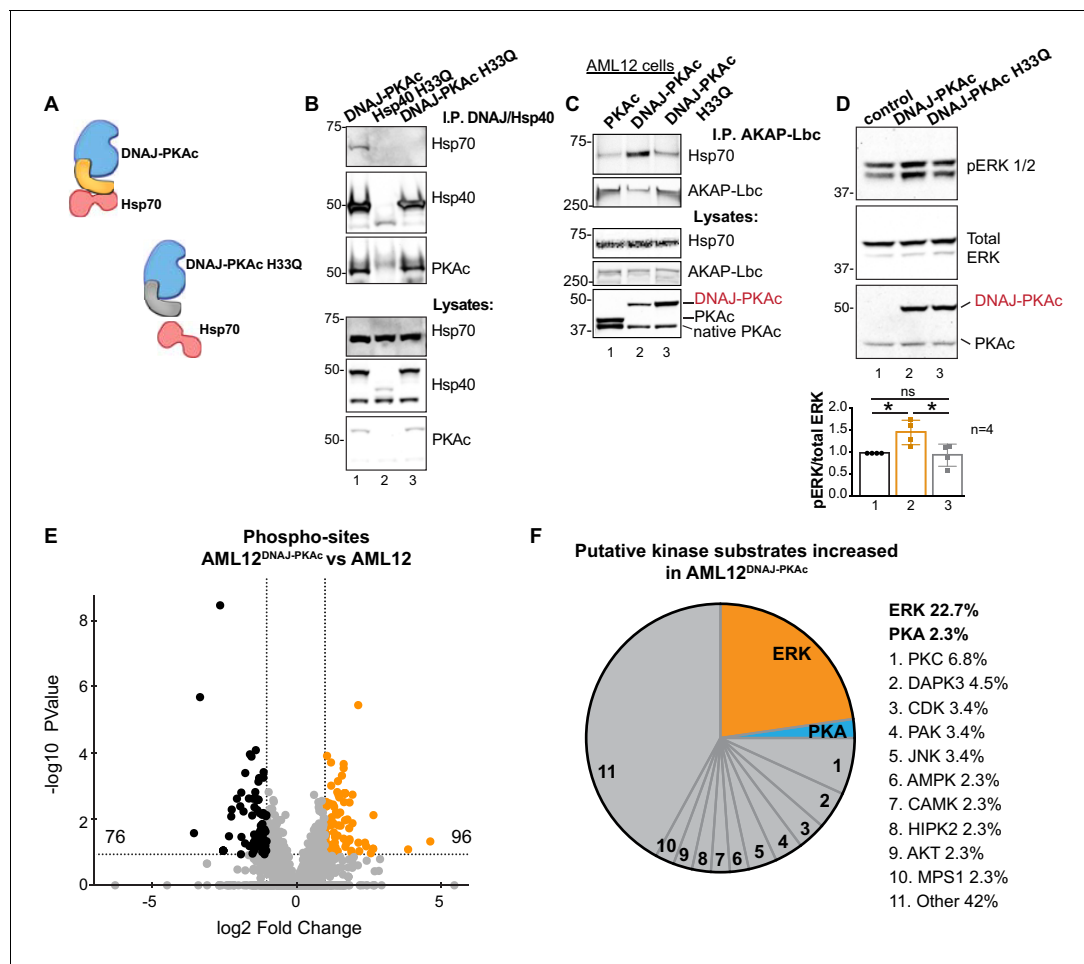 A
DNAJ-PKAc
Hsp70
DNAJ-PKAc H33Q
Hsp70
B
DNAJ-PKAc
Hsp40 H33Q
DNAJ-PKAc H33Q
I.P. DNAJ/Hsp40
75-
Hsp70
50-
Hsp40
50-
PKAc
Lysates:
75-
Hsp70
50-
Hsp40
50-
PKAc
1 2 3
AML12 cells
C
PKAc
DNAJ-PKAc
DNAJ-PKAc
H33Q
I.P. AKAP-Lbc
75-
Hsp70
AKAP-Lbc
250-
Lysates:
75-
Hsp70
AKAP-Lbc
250-
50-
DNAJ-PKAc
PKAc
37-
native PKAc
1 2 3
D
control
DNAJ-PKAc
DNAJ-PKAc H33Q
pERK 1/2
37-
Total
ERK
37-
50-
DNAJ-PKAc
PKAc
1 2 3
pERK/total ERK
2.0
1.5
1.0
0.5
0.0
ns
* *
n=4
1 2 3
E
Phospho-sites
AML12DNAJ-PKAc vs AML12
-log10 PValue
8
6
4
2
0
76
96
-5 0 5
log2 Fold Change
F
Putative kinase substrates increased
in AML12DNAJ-PKAc
ERK
PKA
1
2
3
4
5
6
7
8
9
10
11
ERK 22.7%
PKA 2.3%
1. PKC 6.8%
2. DAPK3 4.5%
3. CDK 3.4%
4. PAK 3.4%
5. JNK 3.4%
6. AMPK 2.3%
7. CAMK 2.3%
8. HIPK2 2.3%
9. AKT 2.3%
10. MPS1 2.3%
11. Other 42%